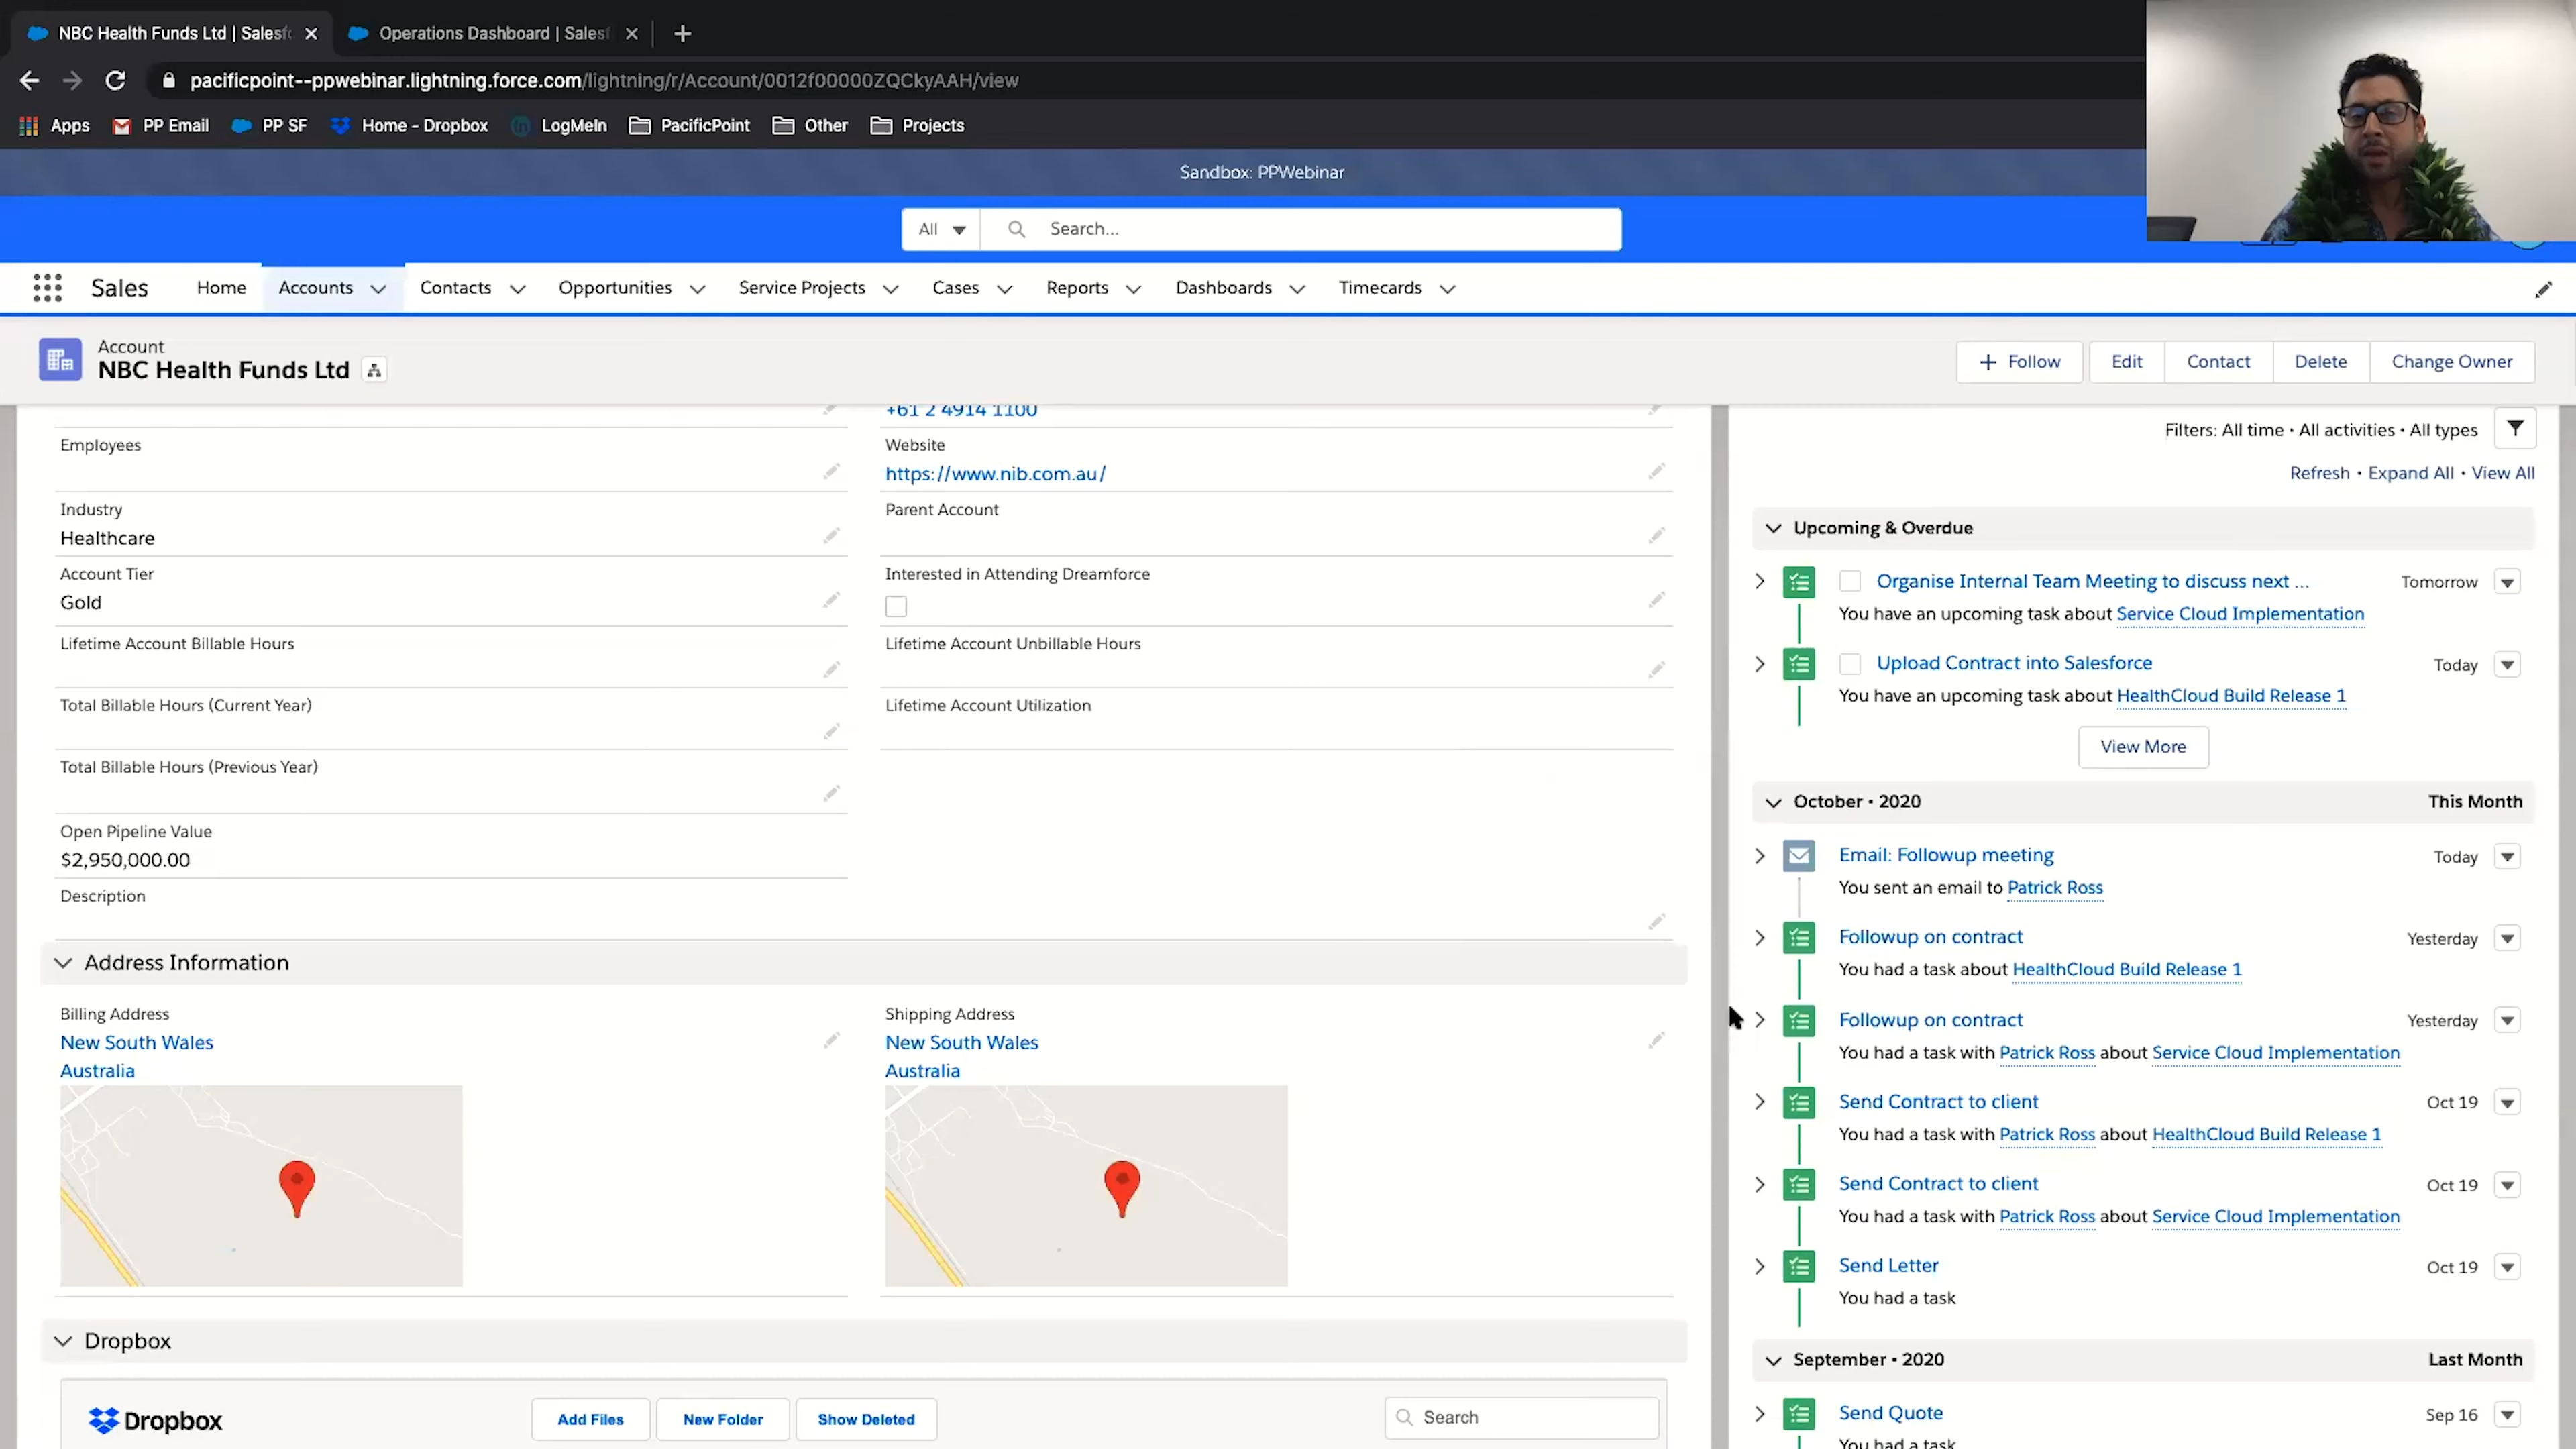 NBC Health Funds Ltd | Salesf
Operations Dashboard | Salesf
pacificpoint--ppwebinar.lightning.force.com/lightning/r/Account/0012f00000ZQCkyAAH/view
Apps
PP Email
PP SF
Home - Dropbox
LogMeIn
PacificPoint
Other
Projects
Sandbox: PPWebinar
All
Search...
Sales
Home
Accounts
Contacts
Opportunities
Service Projects
Cases
Reports
Dashboards
Timecards
Account
NBC Health Funds Ltd
+ Follow
Edit
Contact
Delete
Change Owner
+61 2 4914 1100
Employees
Website
https://www.nib.com.au/
Industry
Healthcare
Parent Account
Account Tier
Gold
Interested in Attending Dreamforce
Lifetime Account Billable Hours
Lifetime Account Unbillable Hours
Total Billable Hours (Current Year)
Lifetime Account Utilization
Total Billable Hours (Previous Year)
Open Pipeline Value
$2,950,000.00
Description
Address Information
Billing Address
New South Wales
Australia
Shipping Address
New South Wales
Australia
Dropbox
Dropbox
Add Files
New Folder
Show Deleted
Search
Filters: All time • All activities • All types
Refresh • Expand All • View All
Upcoming & Overdue
Organise Internal Team Meeting to discuss next ...
Tomorrow
You have an upcoming task about Service Cloud Implementation
Upload Contract into Salesforce
Today
You have an upcoming task about HealthCloud Build Release 1
View More
October • 2020
This Month
Email: Followup meeting
Today
You sent an email to Patrick Ross
Followup on contract
Yesterday
You had a task about HealthCloud Build Release 1
Followup on contract
Yesterday
You had a task with Patrick Ross about Service Cloud Implementation
Send Contract to client
Oct 19
You had a task with Patrick Ross about HealthCloud Build Release 1
Send Contract to client
Oct 19
You had a task with Patrick Ross about Service Cloud Implementation
Send Letter
Oct 19
You had a task
September • 2020
Last Month
Send Quote
Sep 16
You had a task